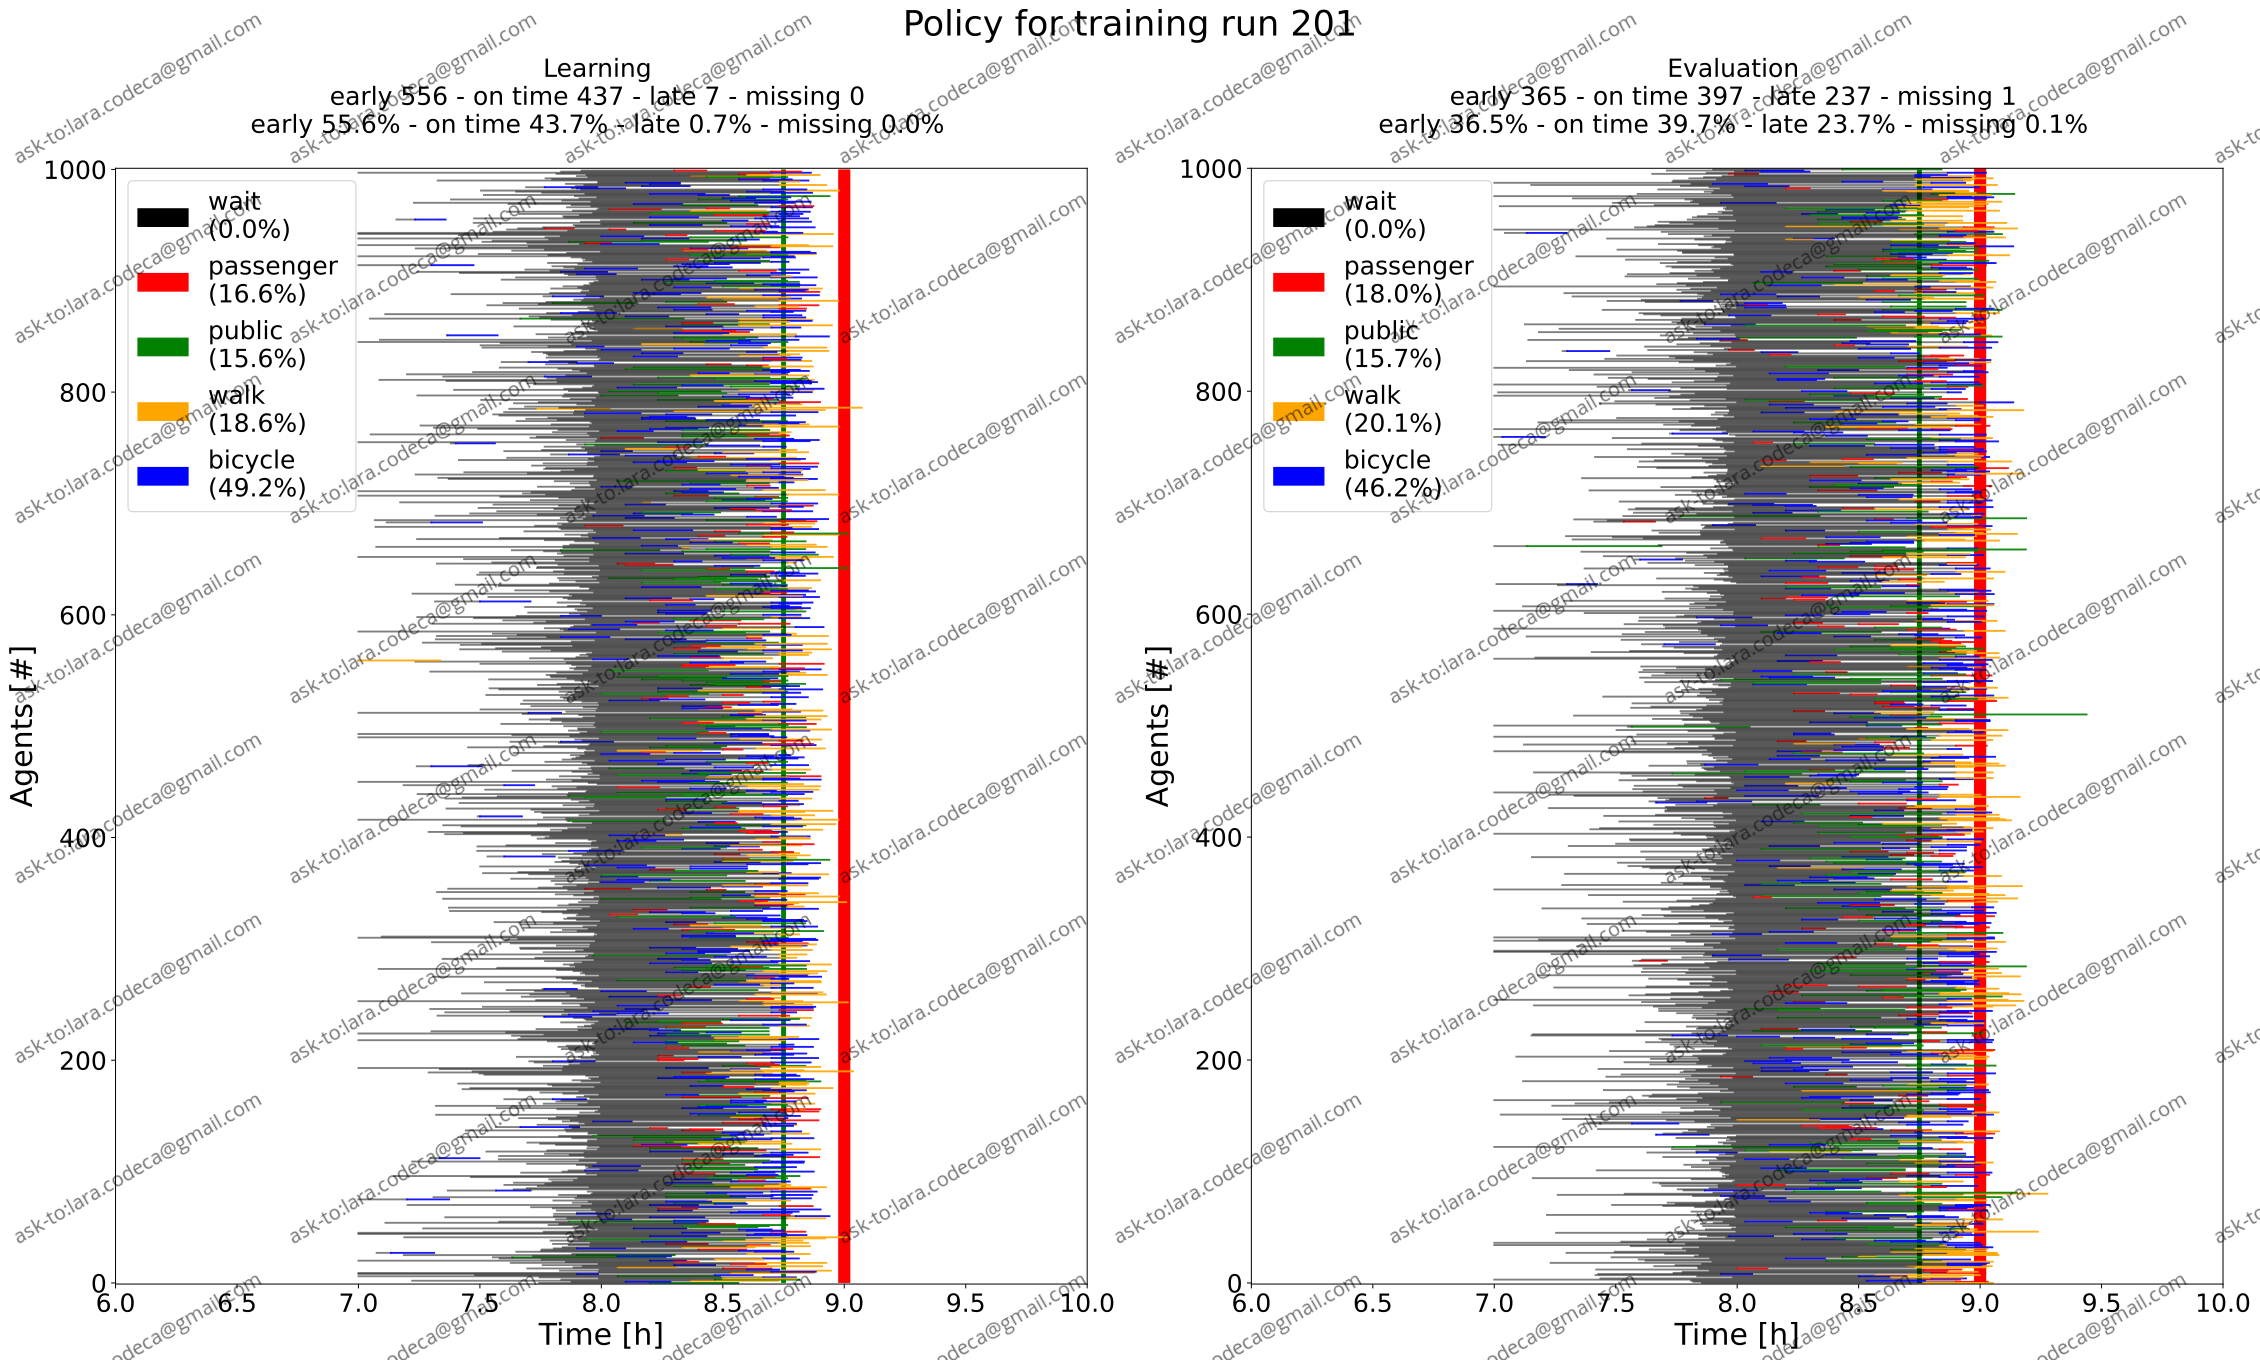 Policy for training run 201
Learning
early 556 - on time 437 - late 7 - missing 0
early 55.6% - on time 43.7% - late 0.7% - missing 0.0%
1000
800
600
400
200
0
Agents [#]
wait
(0.0%)
passenger
(16.6%)
public
(15.6%)
walk
(18.6%)
bicycle
(49.2%)
6.0 6.5 7.0 7.5 8.0 8.5 9.0 9.5 10.0
Time [h]
Evaluation
early 365 - on time 397 - late 237 - missing 1
early 36.5% - on time 39.7% - late 23.7% - missing 0.1%
1000
800
600
400
200
0
Agents [#]
wait
(0.0%)
passenger
(18.0%)
public
(15.7%)
walk
(20.1%)
bicycle
(46.2%)
6.0 6.5 7.0 7.5 8.0 8.5 9.0 9.5 10.0
Time [h]
ask-to:lara.codeca@gmail.com